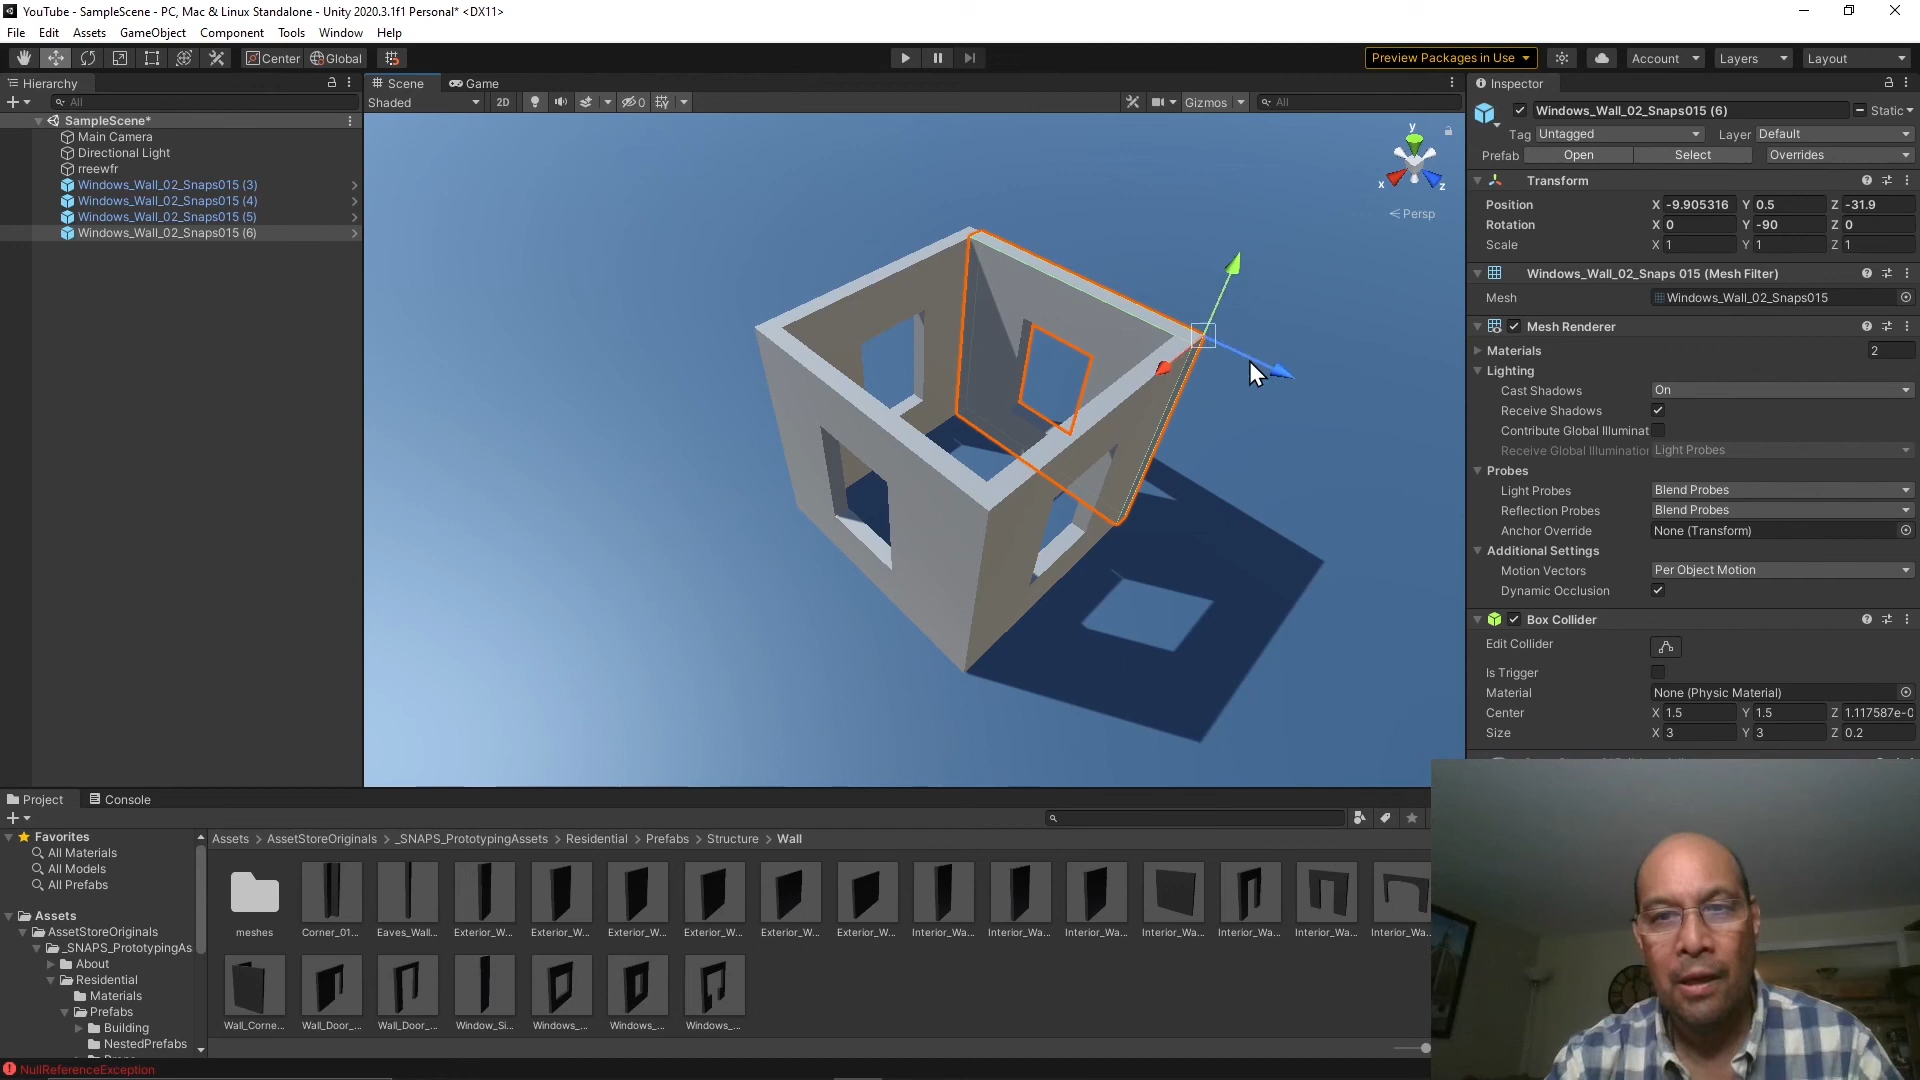 YouTube - SampleScene - PC, Mac & Linux Standalone - Unity 2020.3.1f1 Personal* <DX11>
File Edit Assets GameObject Component Tools Window Help
Center Global
Preview Packages in Use Account Layers Layout
Hierarchy
All
SampleScene*
Main Camera
Directional Light
rreewfr
Windows_Wall_02_Snaps015 (3)
Windows_Wall_02_Snaps015 (4)
Windows_Wall_02_Snaps015 (5)
Windows_Wall_02_Snaps015 (6)
Scene Game
Shaded 2D 0 Gizmos All
y
x
z
Persp
Inspector
Windows_Wall_02_Snaps015 (6) Static
Tag Untagged Layer Default
Prefab Open Select Overrides
Transform
Position X -9.905316 Y 0.5 Z -31.9
Rotation X 0 Y -90 Z 0
Scale X 1 Y 1 Z 1
Windows_Wall_02_Snaps 015 (Mesh Filter)
Mesh Windows_Wall_02_Snaps015
Mesh Renderer
Materials 2
Lighting
Cast Shadows On
Receive Shadows
Contribute Global Illuminat
Receive Global Illumination Light Probes
Probes
Light Probes Blend Probes
Reflection Probes Blend Probes
Anchor Override None (Transform)
Additional Settings
Motion Vectors Per Object Motion
Dynamic Occlusion
Box Collider
Edit Collider
Is Trigger
Material None (Physic Material)
Center X 1.5 Y 1.5 Z 1.117587e-0
Size X 3 Y 3 Z 0.2
Project Console
Favorites
All Materials
All Models
All Prefabs
Assets
AssetStoreOriginals
_SNAPS_PrototypingAs
About
Residential
Materials
Prefabs
Building
NestedPrefabs
Assets > AssetStoreOriginals > _SNAPS_PrototypingAssets > Residential > Prefabs > Structure > Wall
meshes Corner_01... Eaves_Wall... Exterior_W... Exterior_W... Exterior_W... Exterior_W... Exterior_W... Exterior_W... Interior_Wa... Interior_Wa... Interior_Wa... Interior_Wa... Interior_Wa... Interior_Wa... Interior_Wa...
Wall_Corne... Wall_Door_... Wall_Door_... Window_Si... Windows_... Windows_... Windows_...
NullReferenceException